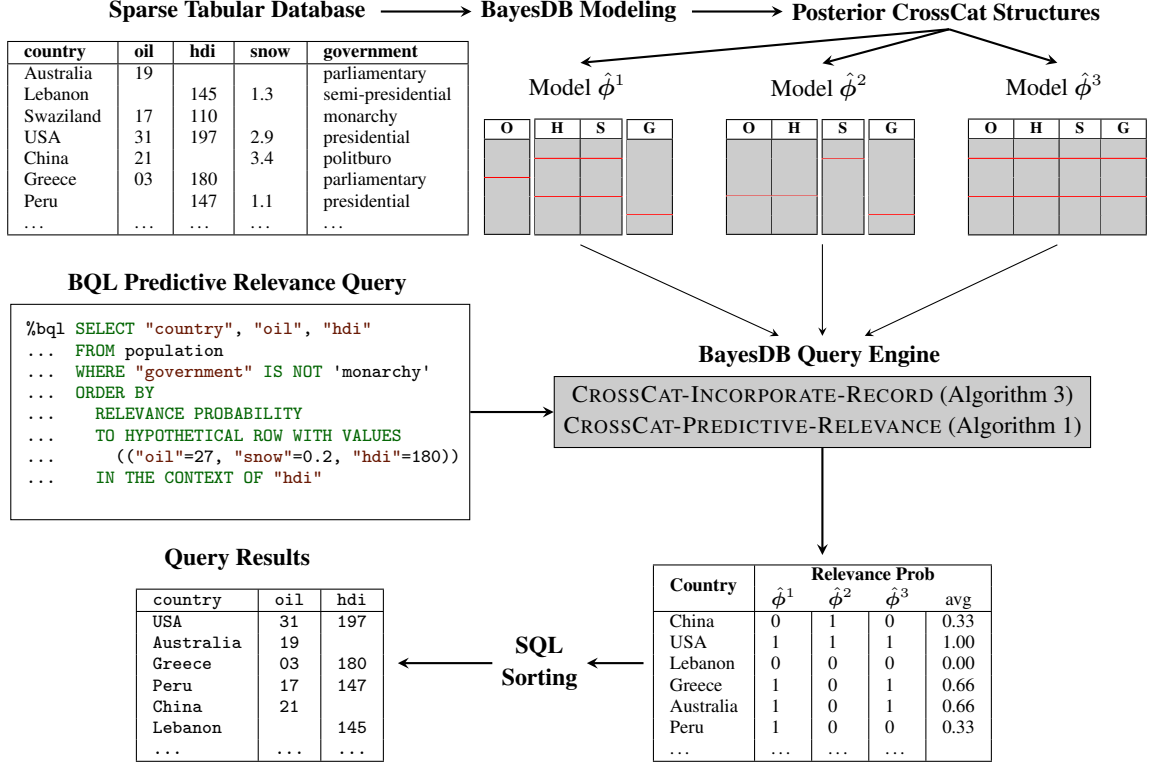 Sparse Tabular Database BayesDB Modeling Posterior CrossCat Structures
country oil hdi snow government
Australia 19 parliamentary
Lebanon 145 1.3 semi-presidential
Swaziland 17 110 monarchy
USA 31 197 2.9 presidential
China 21 3.4 politburo
Greece 03 180 parliamentary
Peru 147 1.1 presidential
... ... ... ... ...
Model ϕ̂¹ Model ϕ̂² Model ϕ̂³
O H S G O H S G O H S G
BQL Predictive Relevance Query
%bql SELECT "country", "oil", "hdi"
... FROM population
... WHERE "government" IS NOT 'monarchy'
... ORDER BY
... RELEVANCE PROBABILITY
... TO HYPOTHETICAL ROW WITH VALUES
... (("oil"=27, "snow"=0.2, "hdi"=180))
... IN THE CONTEXT OF "hdi"
BayesDB Query Engine
CROSSCAT-INCORPORATE-RECORD (Algorithm 3)
CROSSCAT-PREDICTIVE-RELEVANCE (Algorithm 1)
Query Results
country oil hdi
USA 31 197
Australia 19
Greece 03 180
Peru 17 147
China 21
Lebanon 145
... ... ...
SQL
Sorting
Country Relevance Prob
ϕ̂¹ ϕ̂² ϕ̂³ avg
China 0 1 0 0.33
USA 1 1 1 1.00
Lebanon 0 0 0 0.00
Greece 1 0 1 0.66
Australia 1 0 1 0.66
Peru 1 0 0 0.33
... ... ... ...